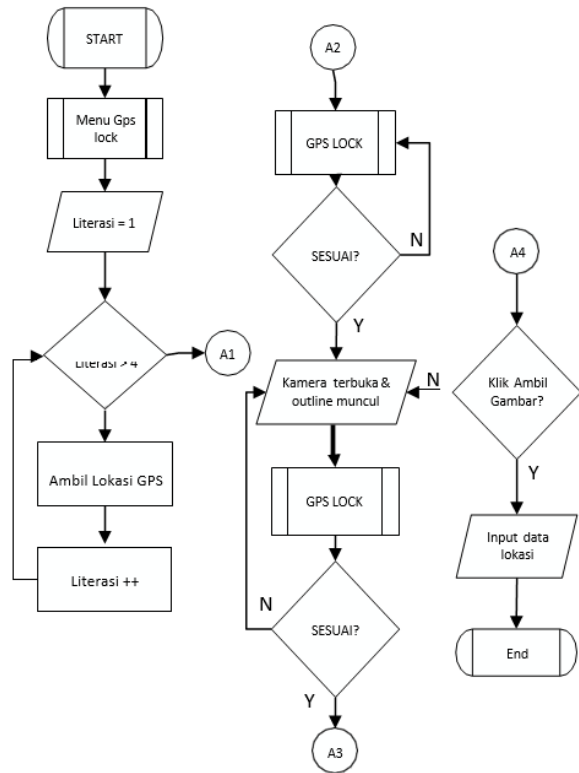 START
Menu Gps
lock
Literasi = 1
Literasi > 4
A1
Ambil Lokasi GPS
Literasi ++
A2
GPS LOCK
N
SESUAI?
Y
Kamera terbuka &
outline muncul
GPS LOCK
N
SESUAI?
Y
A3
A4
N
Klik Ambil
Gambar?
Y
Input data
lokasi
End